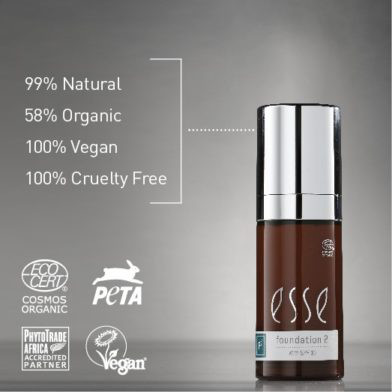 99% Natural
58% Organic
100% Vegan
100% Cruelty Free
ECO
CERT
COSMOS
ORGANIC
PETA
PHYTOTRADE
AFRICA
ACCREDITED
PARTNER
Vegan
esse
foundation 2
F